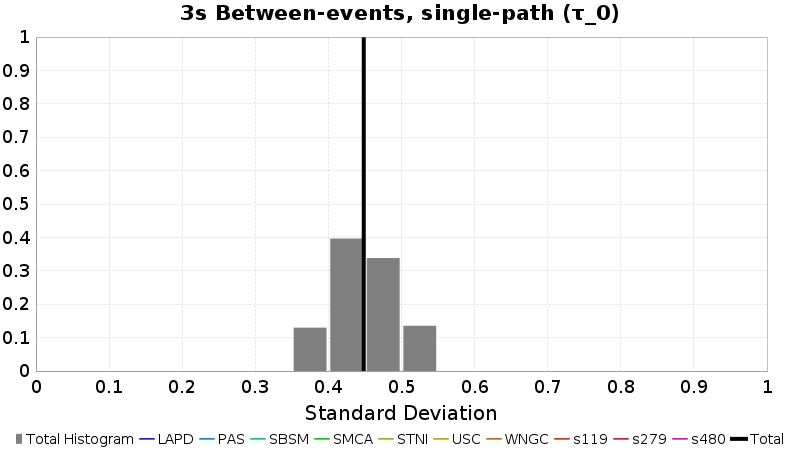 3s Between-events, single-path (τ_0)
1
0.9
0.8
0.7
0.6
0.5
0.4
0.3
0.2
0.1
0
0 0.1 0.2 0.3 0.4 0.5 0.6 0.7 0.8 0.9 1
Standard Deviation
Total Histogram LAPD PAS SBSM SMCA STNI USC WNGC s119 s279 s480 Total